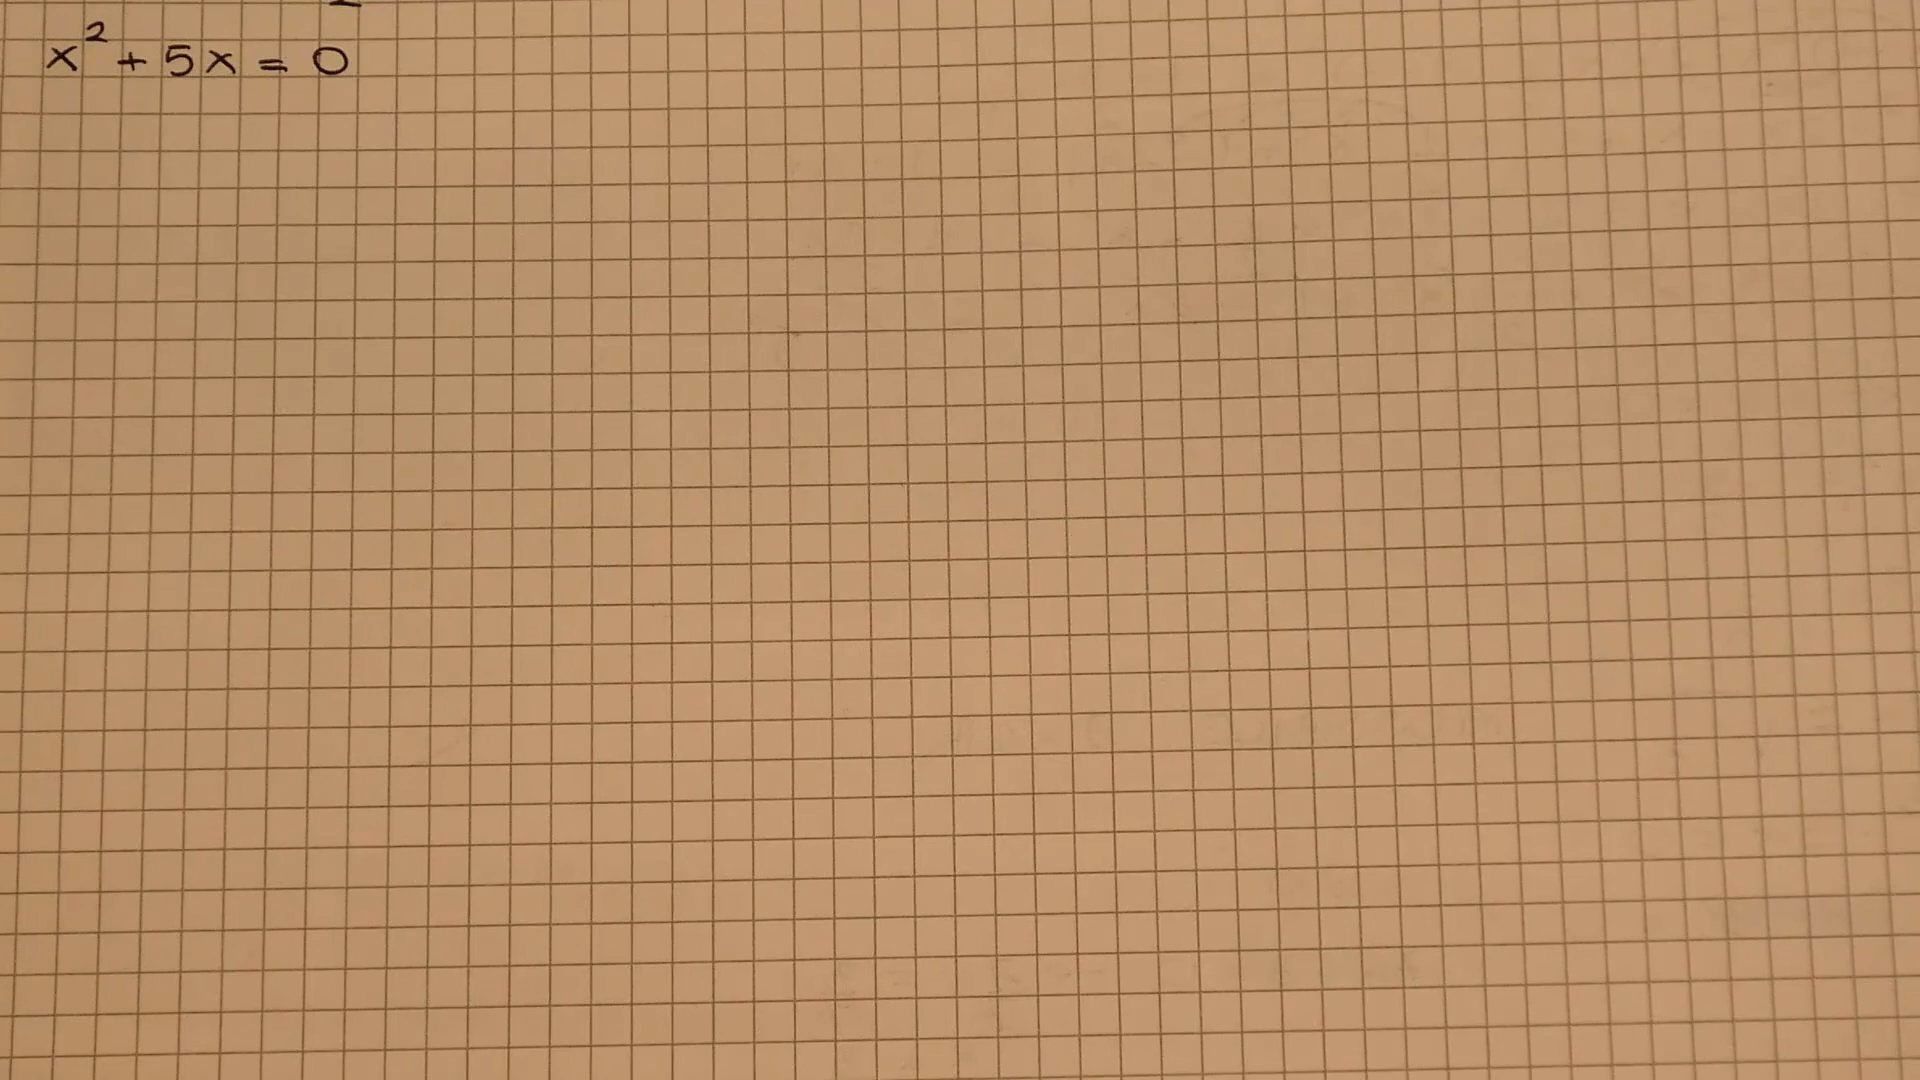 x² + 5x = 0